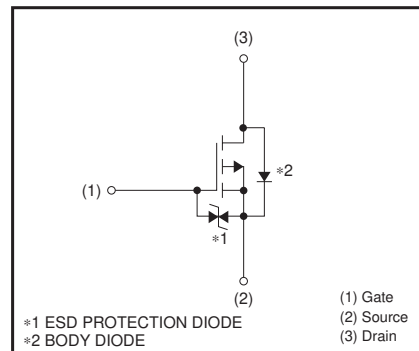 (3)
(1)
∗2
∗1
(2)
∗1 ESD PROTECTION DIODE
∗2 BODY DIODE
(1) Gate
(2) Source
(3) Drain